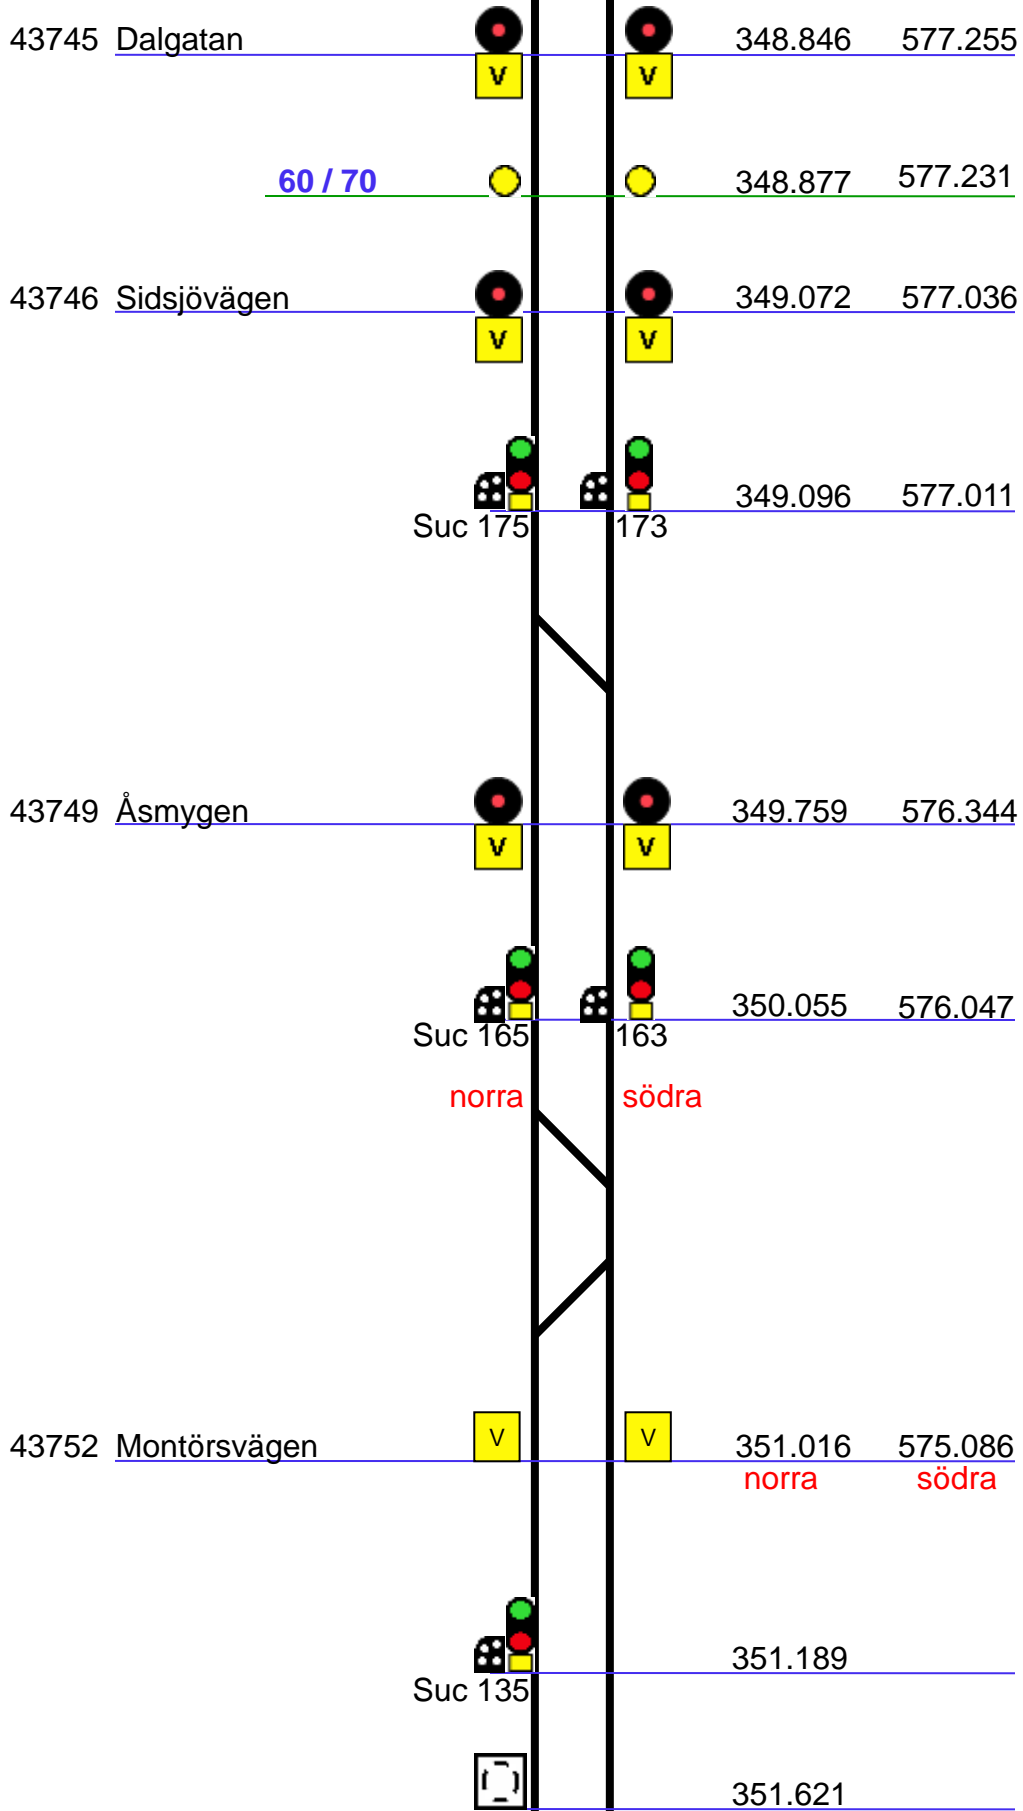 43745 Dalgatan 348.846 577.255
V V
60 / 70 348.877 577.231
43746 Sidsjövägen 349.072 577.036
V V
349.096 577.011
Suc 175 173
43749 Åsmygen 349.759 576.344
V V
350.055 576.047
Suc 165 163
norra södra
43752 Montörsvägen V V 351.016 575.086
norra södra
351.189
Suc 135
351.621